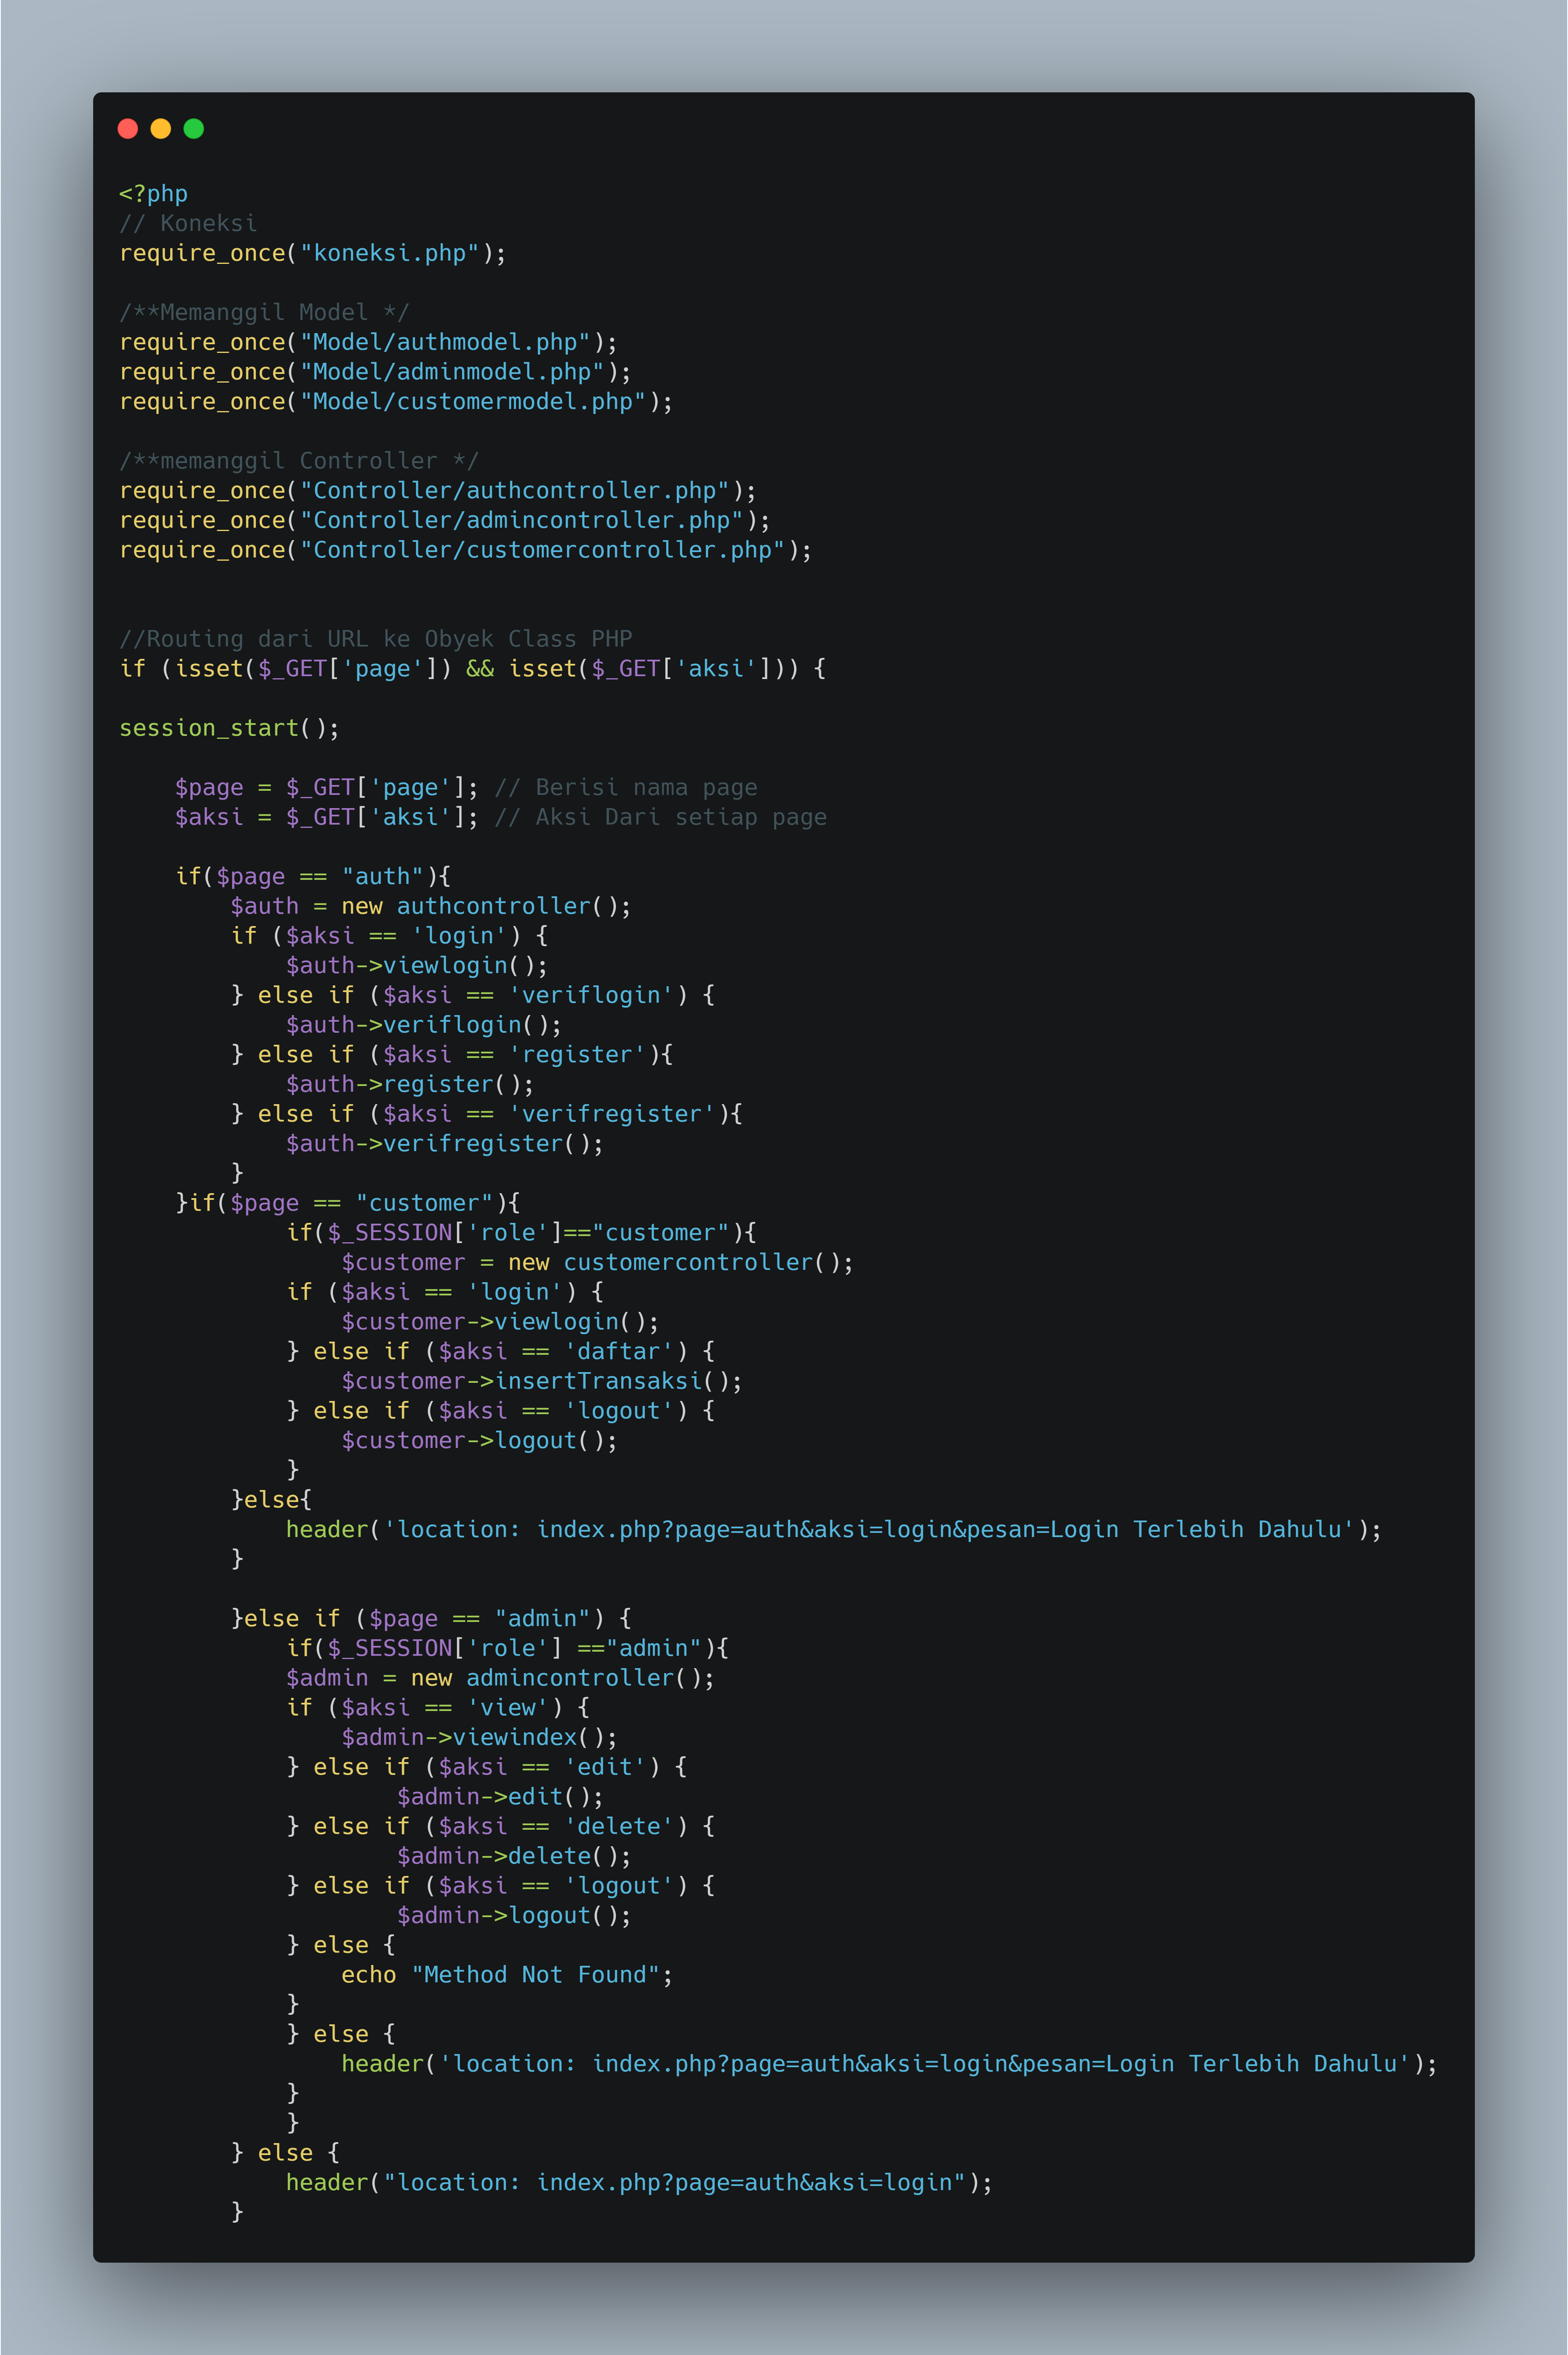 <?php
// Koneksi
require_once("koneksi.php");

/**Memanggil Model */
require_once("Model/authmodel.php");
require_once("Model/adminmodel.php");
require_once("Model/customermodel.php");

/**memanggil Controller */
require_once("Controller/authcontroller.php");
require_once("Controller/admincontroller.php");
require_once("Controller/customercontroller.php");


//Routing dari URL ke Obyek Class PHP
if (isset($_GET['page']) && isset($_GET['aksi'])) {

session_start();

    $page = $_GET['page']; // Berisi nama page
    $aksi = $_GET['aksi']; // Aksi Dari setiap page

    if($page == "auth"){
        $auth = new authcontroller();
        if ($aksi == 'login') {
            $auth->viewlogin();
        } else if ($aksi == 'veriflogin') {
            $auth->veriflogin();
        } else if ($aksi == 'register'){
            $auth->register();
        } else if ($aksi == 'verifregister'){
            $auth->verifregister();
        }
    }if($page == "customer"){
            if($_SESSION['role']=="customer"){
                $customer = new customercontroller();
            if ($aksi == 'login') {
                $customer->viewlogin();
            } else if ($aksi == 'daftar') {
                $customer->insertTransaksi();
            } else if ($aksi == 'logout') {
                $customer->logout();
            }
        }else{
            header('location: index.php?page=auth&aksi=login&pesan=Login Terlebih Dahulu');
        }

        }else if ($page == "admin") {
            if($_SESSION['role'] =="admin"){
            $admin = new admincontroller();
            if ($aksi == 'view') {
                $admin->viewindex();
            } else if ($aksi == 'edit') {
                    $admin->edit();
            } else if ($aksi == 'delete') {
                    $admin->delete();
            } else if ($aksi == 'logout') {
                    $admin->logout();
            } else {
                echo "Method Not Found";
            }
            } else {
                header('location: index.php?page=auth&aksi=login&pesan=Login Terlebih Dahulu');
            }
            }
        } else {
            header("location: index.php?page=auth&aksi=login");
        }